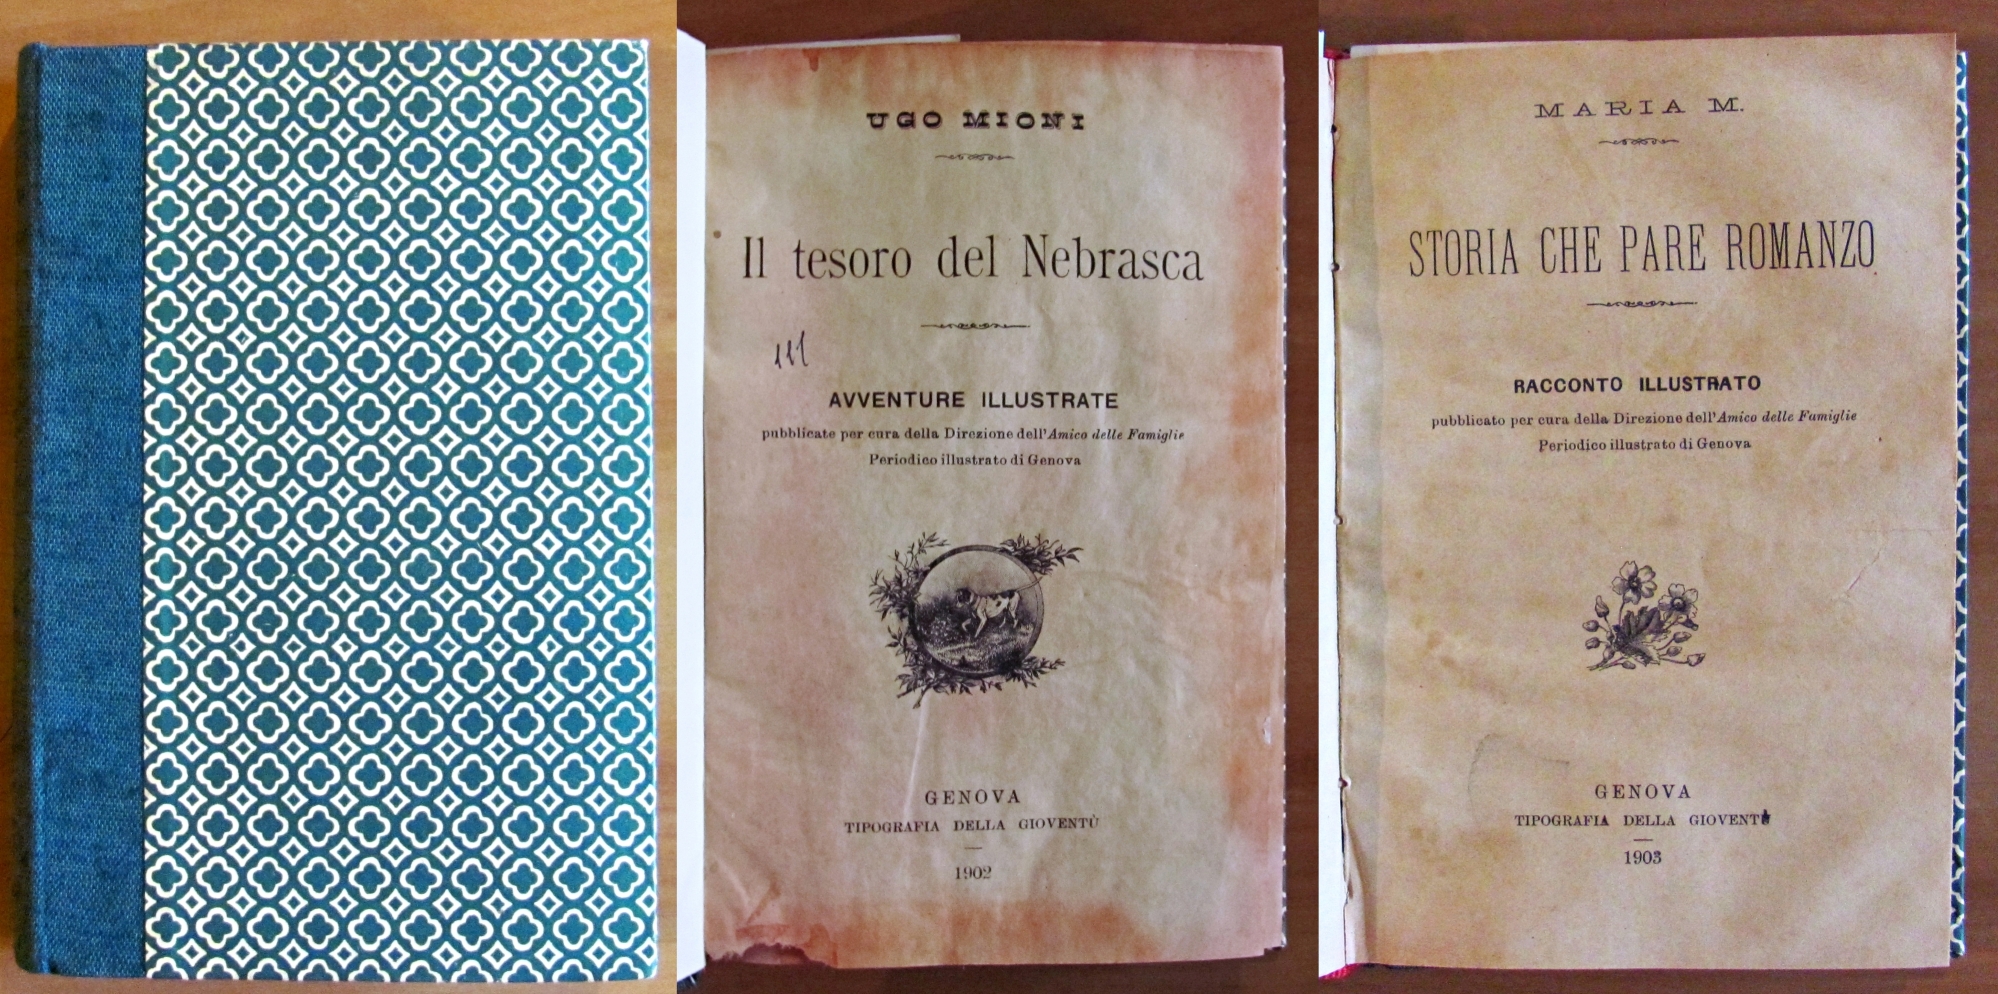 UGO MIONI
Il tesoro del Nebrasca
111
AVVENTURE ILLUSTRATE
pubblicate per cura della Direzione dell'Amico delle Famiglie
Periodico illustrato di Genova
GENOVA
TIPOGRAFIA DELLA GIOVENTÙ
1902
MARIA M.
STORIA CHE PARE ROMANZO
RACCONTO ILLUSTRATO
pubblicato per cura della Direzione dell'Amico delle Famiglie
Periodico illustrato di Genova
GENOVA
TIPOGRAFIA DELLA GIOVENTÙ
1903